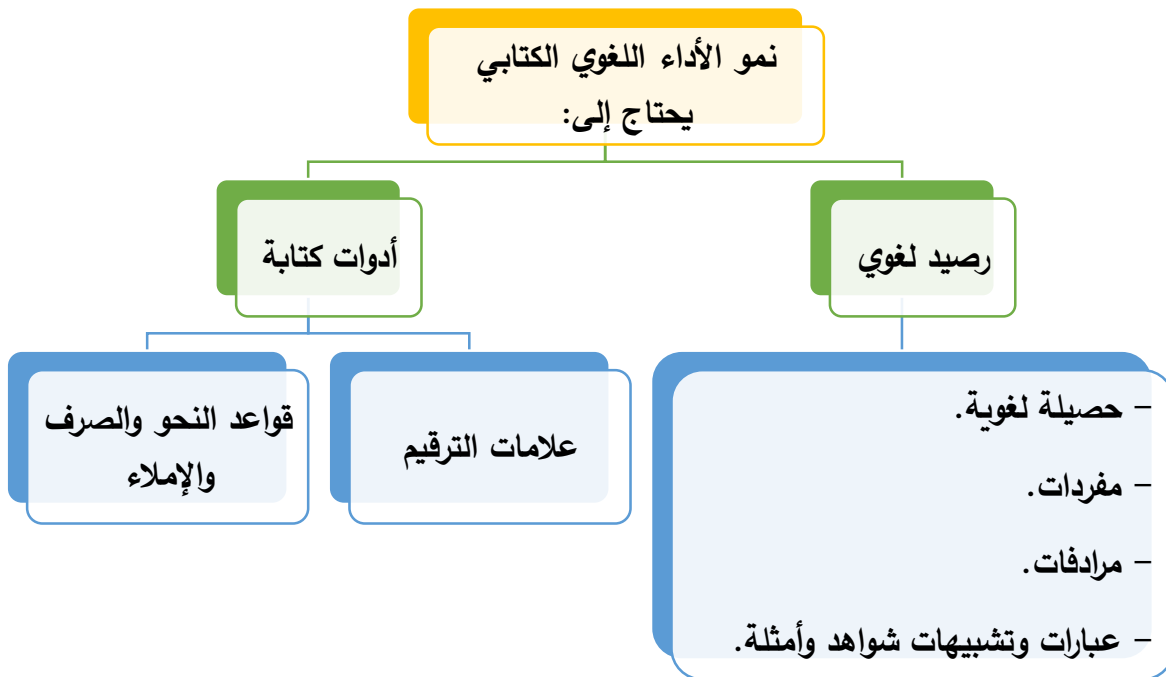 نمو الأداء اللغوي الكتابي
يحتاج إلى:
رصيد لغوي
أدوات كتابة
– حصيلة لغوية.
– مفردات.
– مرادفات.
– عبارات وتشبيهات شواهد وأمثلة.
علامات الترقيم
قواعد النحو والصرف
والإملاء